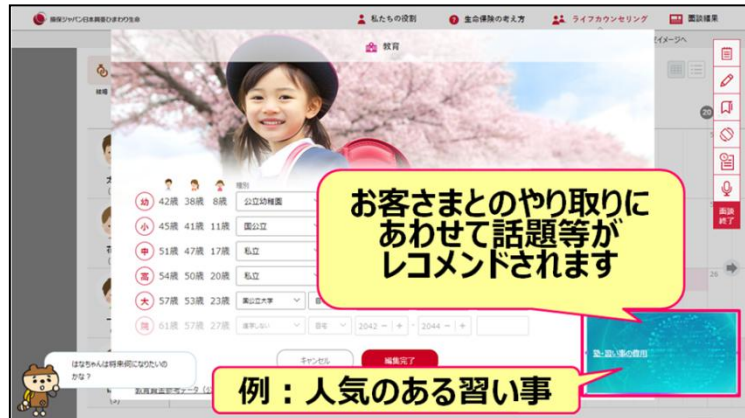 損保ジャパン日本興亜ひまわり生命
私たちの役割
生命保険の考え方
ライフカウンセリング
面談結果
教育
結婚
20
種別
幼 42歳 38歳 8歳 公立幼稚園
小 45歳 41歳 11歳 国公立
中 51歳 47歳 17歳 私立
高 54歳 50歳 20歳 私立
大 57歳 53歳 23歳 国公立大学
院 61歳 57歳 27歳 進学しない 自宅 2042 - + - 2044 - +
面談
終了
お客さまとのやり取りに
あわせて話題等が
レコメンドされます
26
塾・習い事の費用
はなちゃんは将来何になりたいの
かな？
キャンセル
編集完了
例：人気のある習い事